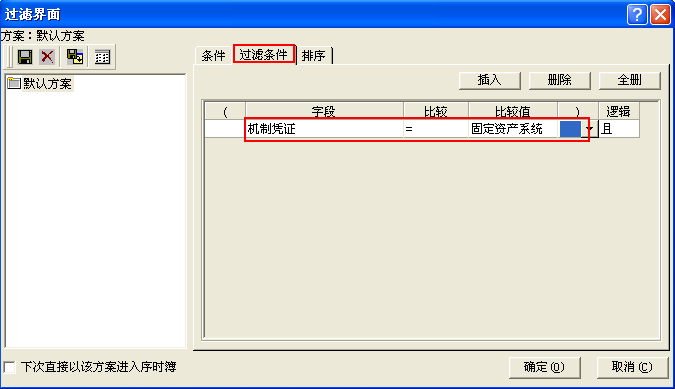 过滤界面
方案：默认方案
默认方案
条件 过滤条件 排序
插入 删除 全删
( 字段 比较 比较值 ) 逻辑
机制凭证 = 固定资产系统 且
下次直接以该方案进入序时簿
确定(O) 取消(C)